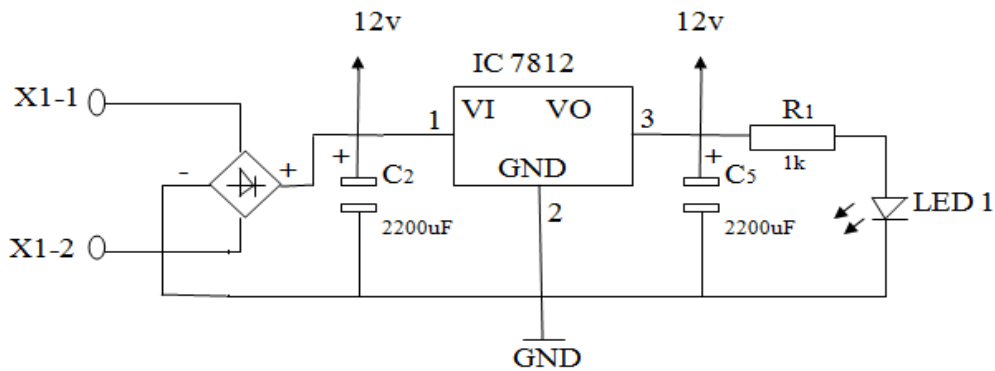 12v
12v
IC 7812
X1-1
1
VI
VO
3
R1
1k
-
+
+
C2
GND
+
C5
2
2200uF
2200uF
LED 1
X1-2
GND